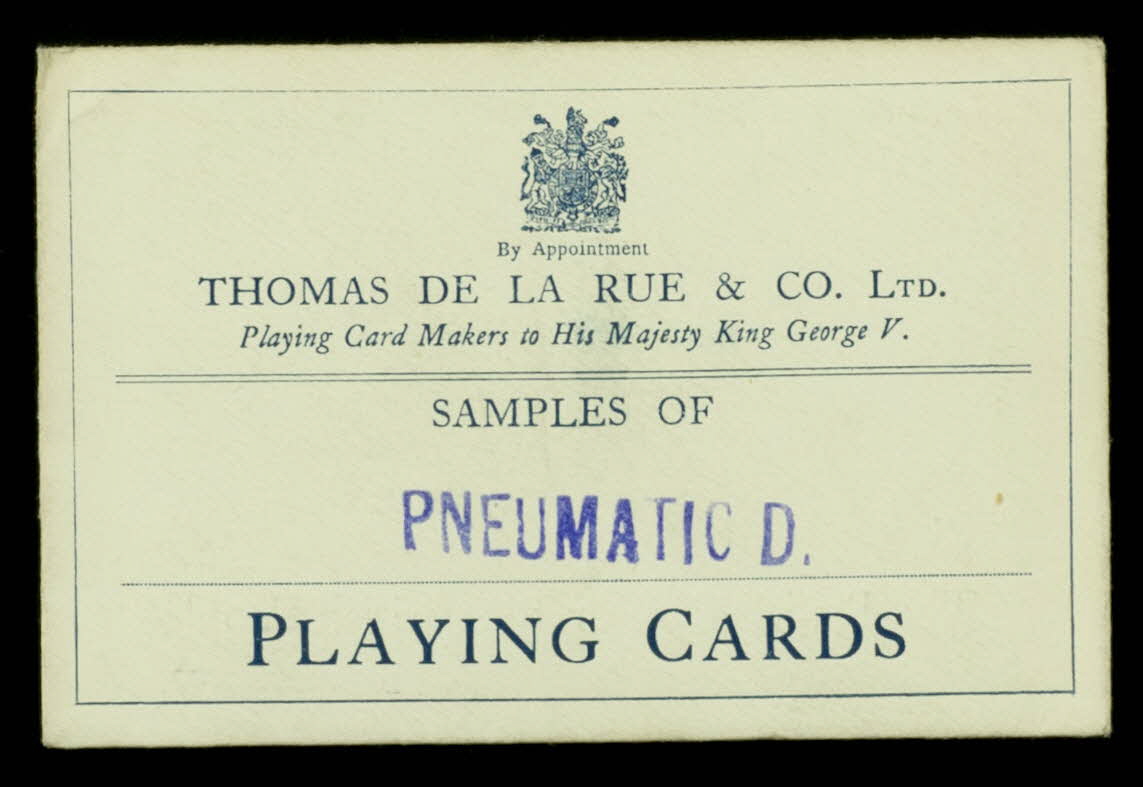 By Appointment
THOMAS DE LA RUE & CO. LTD.
Playing Card Makers to His Majesty King George V.
SAMPLES OF
PNEUMATIC D.
PLAYING CARDS